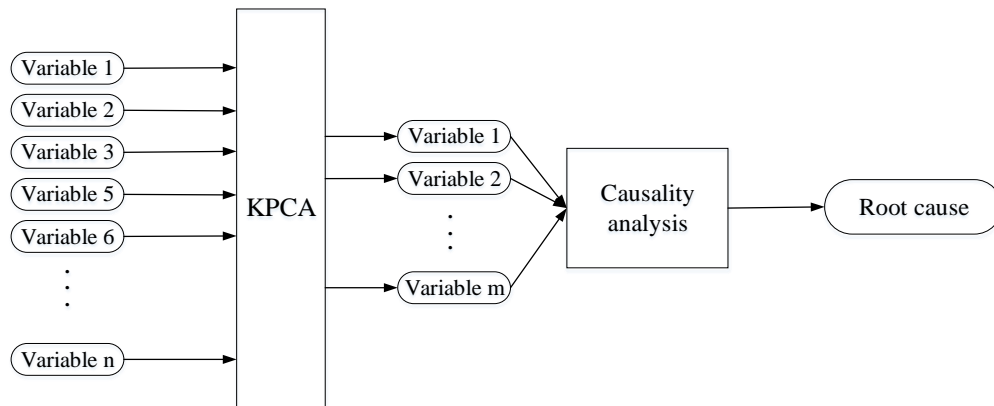 Variable 1
Variable 2
Variable 3
Variable 5
Variable 6
Variable n
KPCA
Variable 1
Variable 2
Variable m
Causality
analysis
Root cause